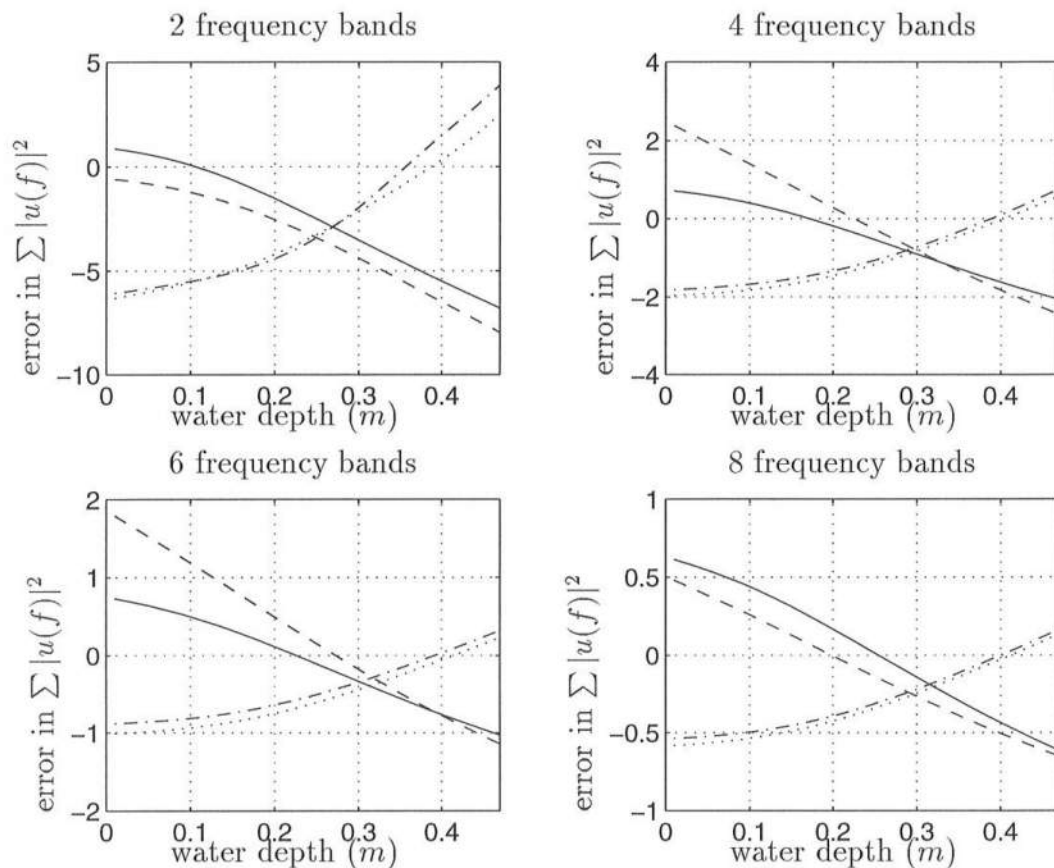 2 frequency bands
5
0
−5
−10
error in ∑ |u(f)|²
0 0.1 0.2 0.3 0.4
water depth (m)
4 frequency bands
4
2
0
−2
−4
error in ∑ |u(f)|²
0 0.1 0.2 0.3 0.4
water depth (m)
6 frequency bands
2
1
0
−1
−2
error in ∑ |u(f)|²
0 0.1 0.2 0.3 0.4
water depth (m)
8 frequency bands
1
0.5
0
−0.5
−1
error in ∑ |u(f)|²
0 0.1 0.2 0.3 0.4
water depth (m)